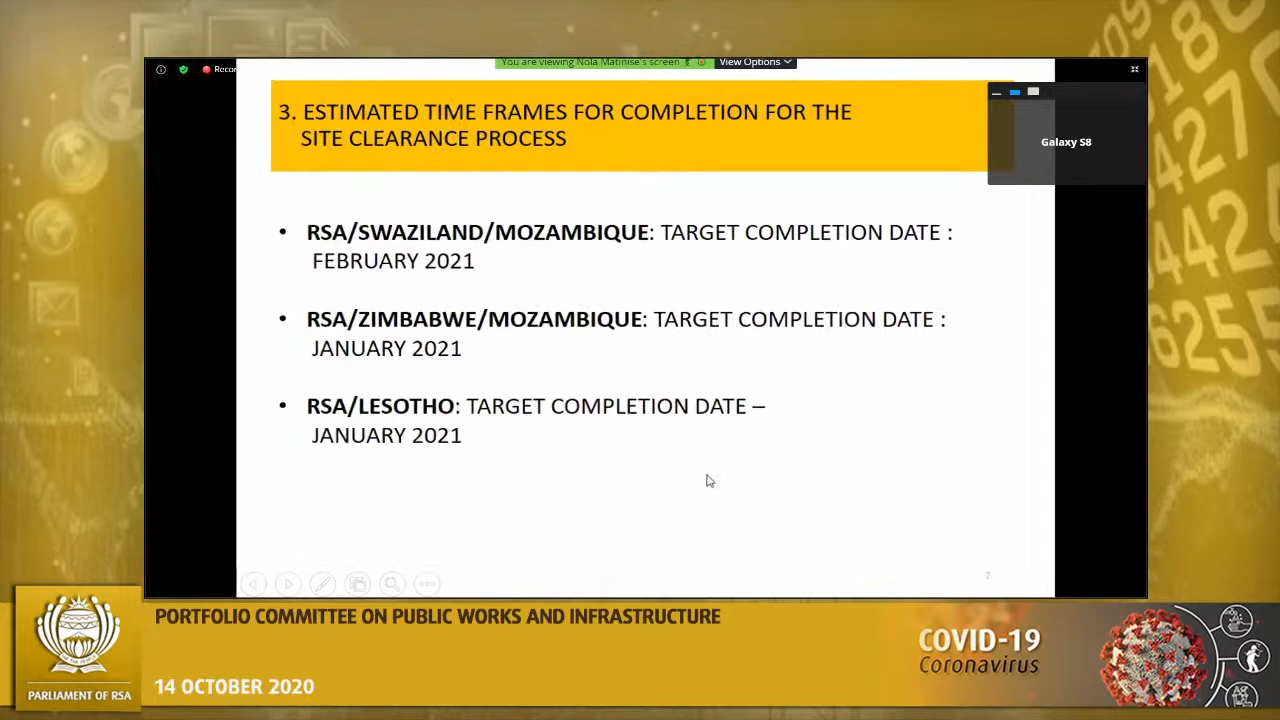 Recor
You are viewing Nola Matinise's screen
View Options
3. ESTIMATED TIME FRAMES FOR COMPLETION FOR THE
SITE CLEARANCE PROCESS
Galaxy S8
• RSA/SWAZILAND/MOZAMBIQUE: TARGET COMPLETION DATE :
FEBRUARY 2021
• RSA/ZIMBABWE/MOZAMBIQUE: TARGET COMPLETION DATE :
JANUARY 2021
• RSA/LESOTHO: TARGET COMPLETION DATE –
JANUARY 2021
7
PORTFOLIO COMMITTEE ON PUBLIC WORKS AND INFRASTRUCTURE
14 OCTOBER 2020
PARLIAMENT OF RSA
COVID-19
Coronavirus